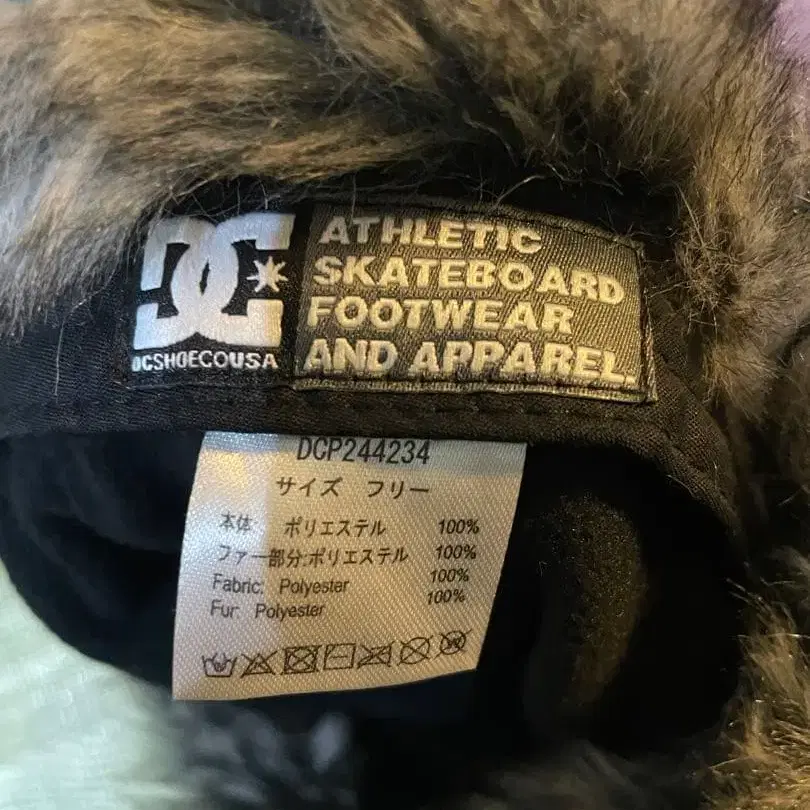 DC
DCSHOECOUSA
ATHLETIC
SKATEBOARD
FOOTWEAR
AND APPAREL.
DCP244234
サイズ フリー
本体 ポリエステル 100%
ファー部分:ポリエステル 100%
Fabric: Polyester 100%
Fur: Polyester 100%